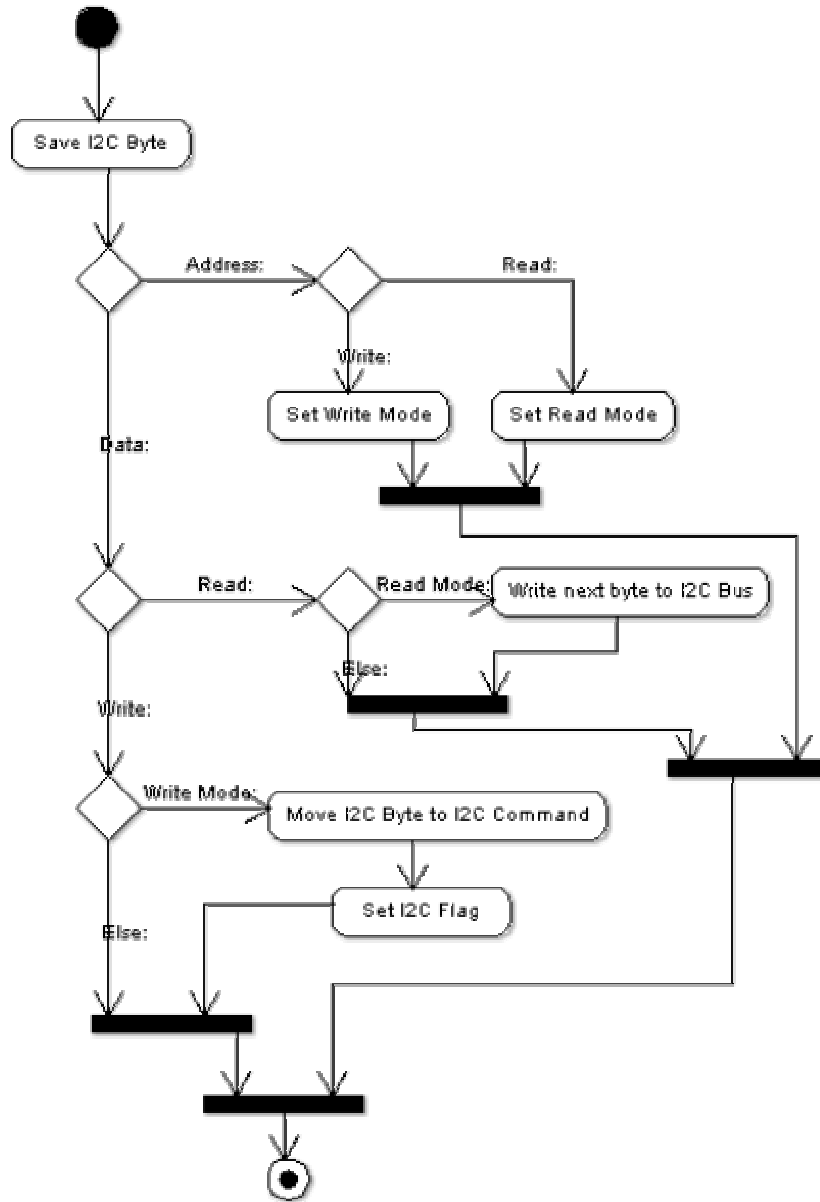 Save I2C Byte
Address:
Read:
Write:
Set Write Mode
Set Read Mode
Data:
Read:
Read Mode:
Write next byte to I2C Bus
Else:
Write:
Write Mode:
Move I2C Byte to I2C Command
Set I2C Flag
Else: